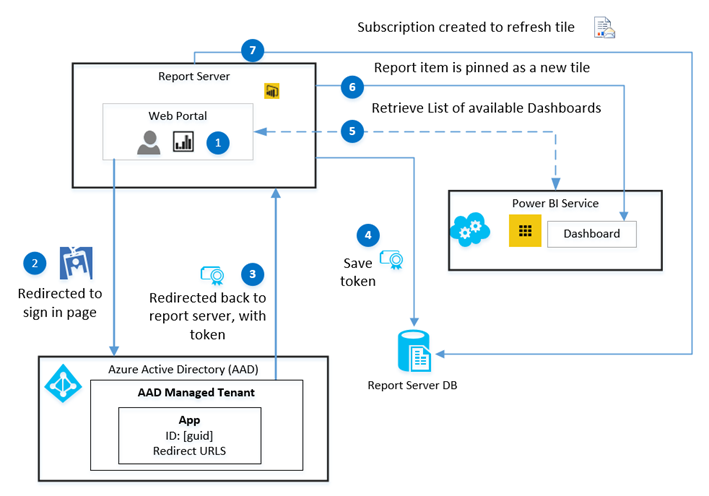 Subscription created to refresh tile
7
Report Server
Report item is pinned as a new tile
6
Web Portal
Retrieve List of available Dashboards
1
5
Power BI Service
Dashboard
2
3
4
Redirected to
sign in page
Redirected back to
report server, with
token
Save
token
Azure Active Directory (AAD)
AAD Managed Tenant
App
ID: [guid]
Redirect URLS
Report Server DB